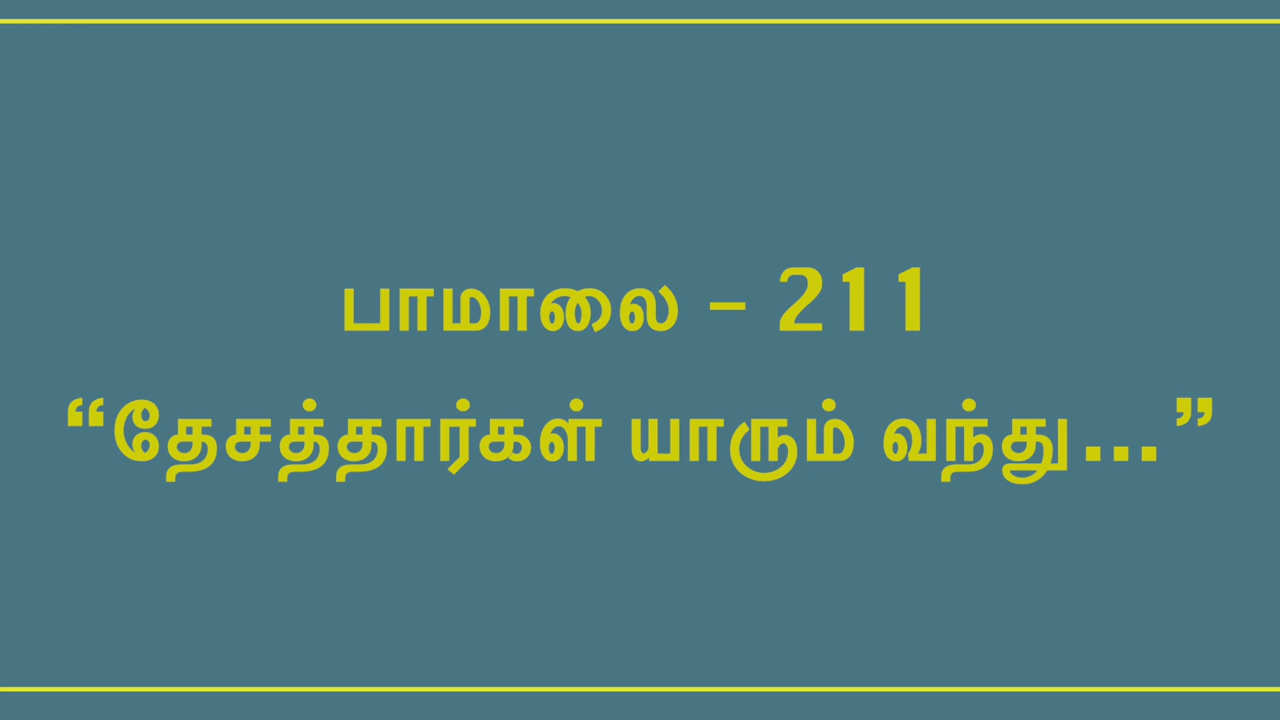 பாமாலை – 211
“தேசத்தார்கள் யாரும் வந்து...”